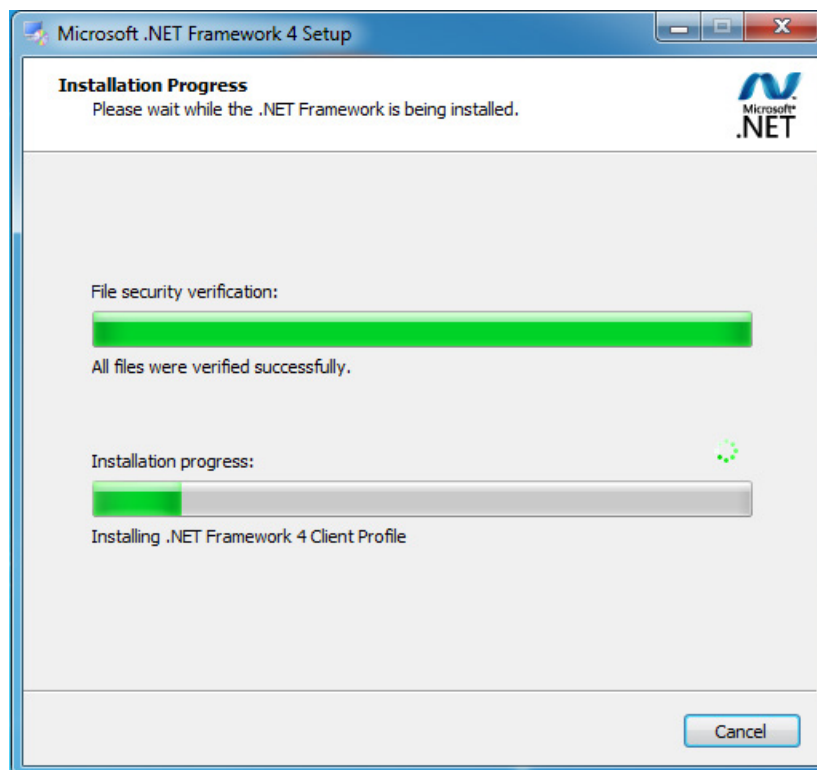 Microsoft .NET Framework 4 Setup
Installation Progress
Please wait while the .NET Framework is being installed.
Microsoft®
.NET
File security verification:
All files were verified successfully.
Installation progress:
Installing .NET Framework 4 Client Profile
Cancel